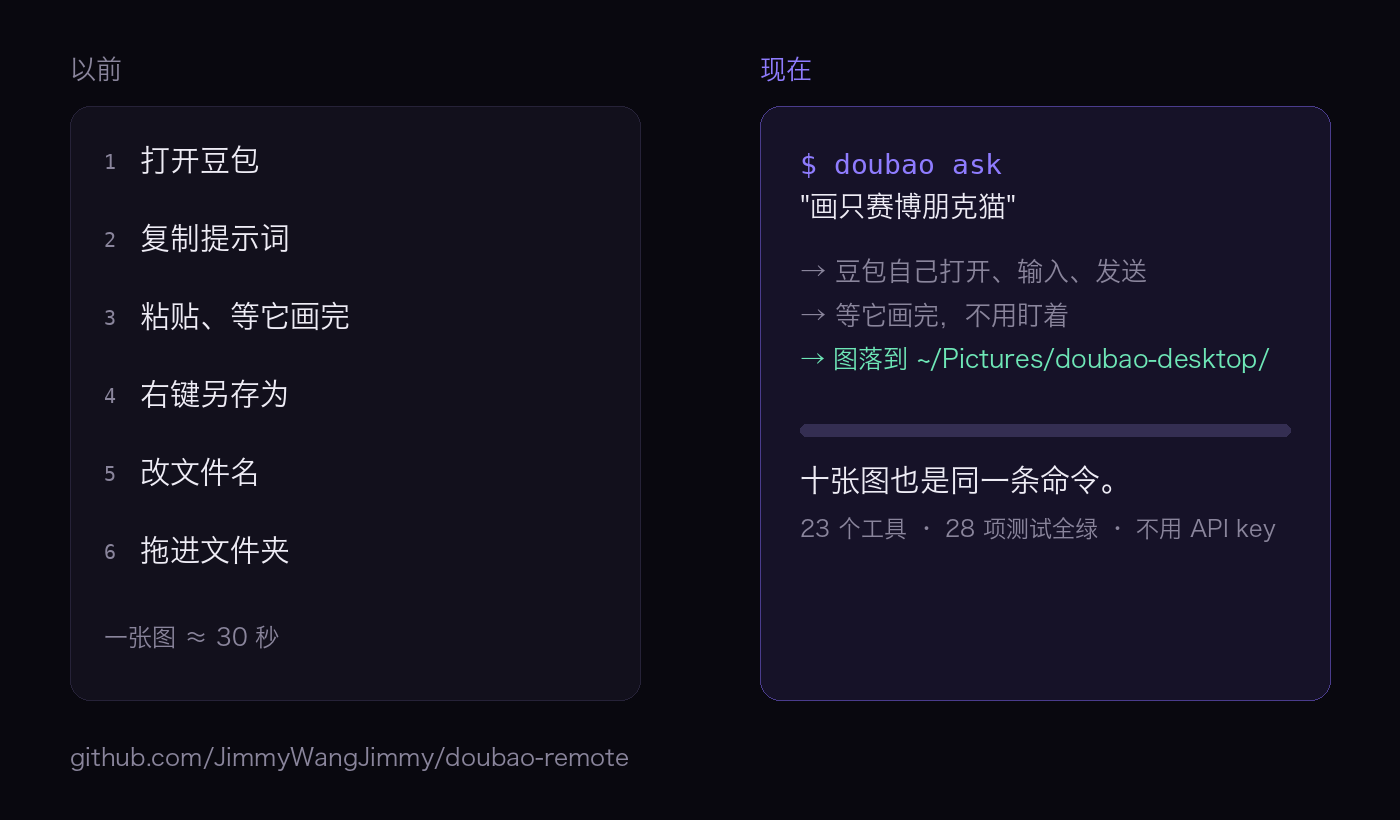 以前
1 打开豆包
2 复制提示词
3 粘贴、等它画完
4 右键另存为
5 改文件名
6 拖进文件夹
一张图 ≈ 30 秒
现在
$ doubao ask
"画只赛博朋克猫"
→ 豆包自己打开、输入、发送
→ 等它画完，不用盯着
→ 图落到 ~/Pictures/doubao-desktop/
十张图也是同一条命令。
23 个工具 · 28 项测试全绿 · 不用 API key
github.com/JimmyWangJimmy/doubao-remote